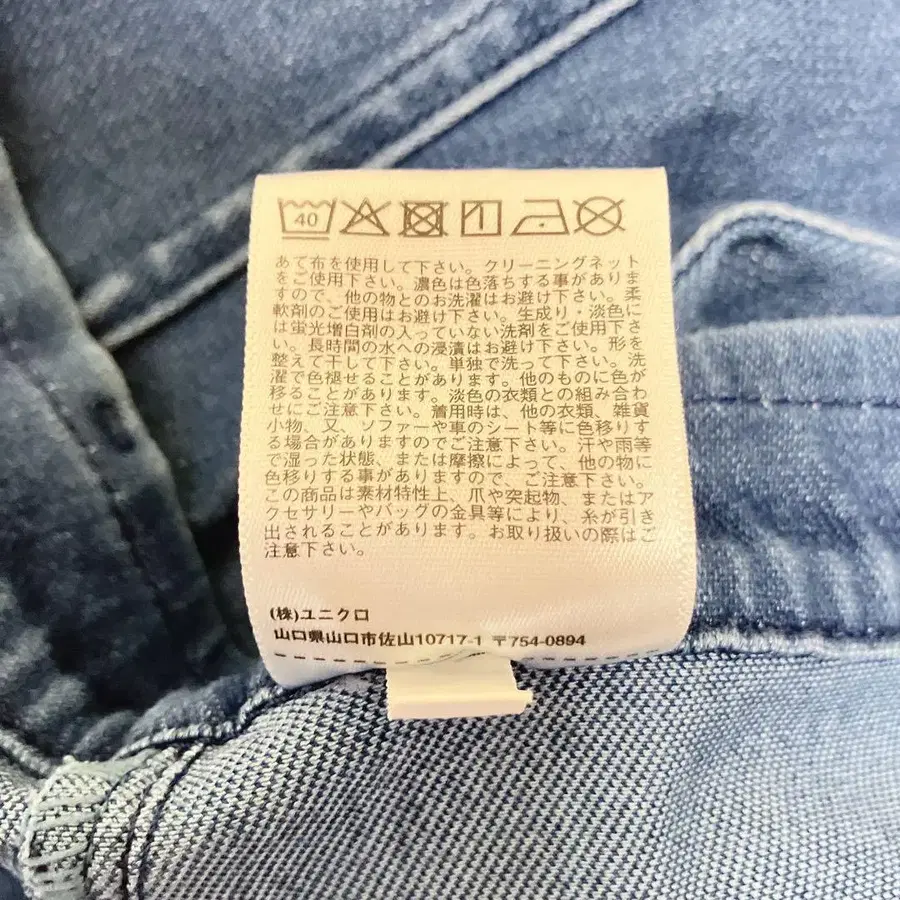 40
あて布を使用して下さい。クリーニングネット
をご使用下さい。濃色は色落ちする事がありま
すので、他の物とのお洗濯はお避け下さい。柔
軟剤のご使用はお避け下さい。生成り・淡色に
は蛍光増白剤の入っていない洗剤をご使用下さ
い。長時間の水への浸漬はお避け下さい。形を
整えて干して下さい。単独で洗って下さい。洗
濯で色褪せることがあります。他のものに色が
移ることがあります。淡色の衣類との組み合わ
せにご注意下さい。着用時は、他の衣類、雑貨
小物、又、ソファーや車のシート等に色移りす
る場合がありますのでご注意下さい。汗や雨等
で湿った状態、または摩擦によって、他の物に
色移りする事がありますので、ご注意下さい。
この商品は素材特性上、爪や突起物、またはア
クセサリーやバッグの金具等により、糸が引き
出されることがあります。お取り扱いの際はご
注意下さい。
(株)ユニクロ
山口県山口市佐山10717-1 〒754-0894